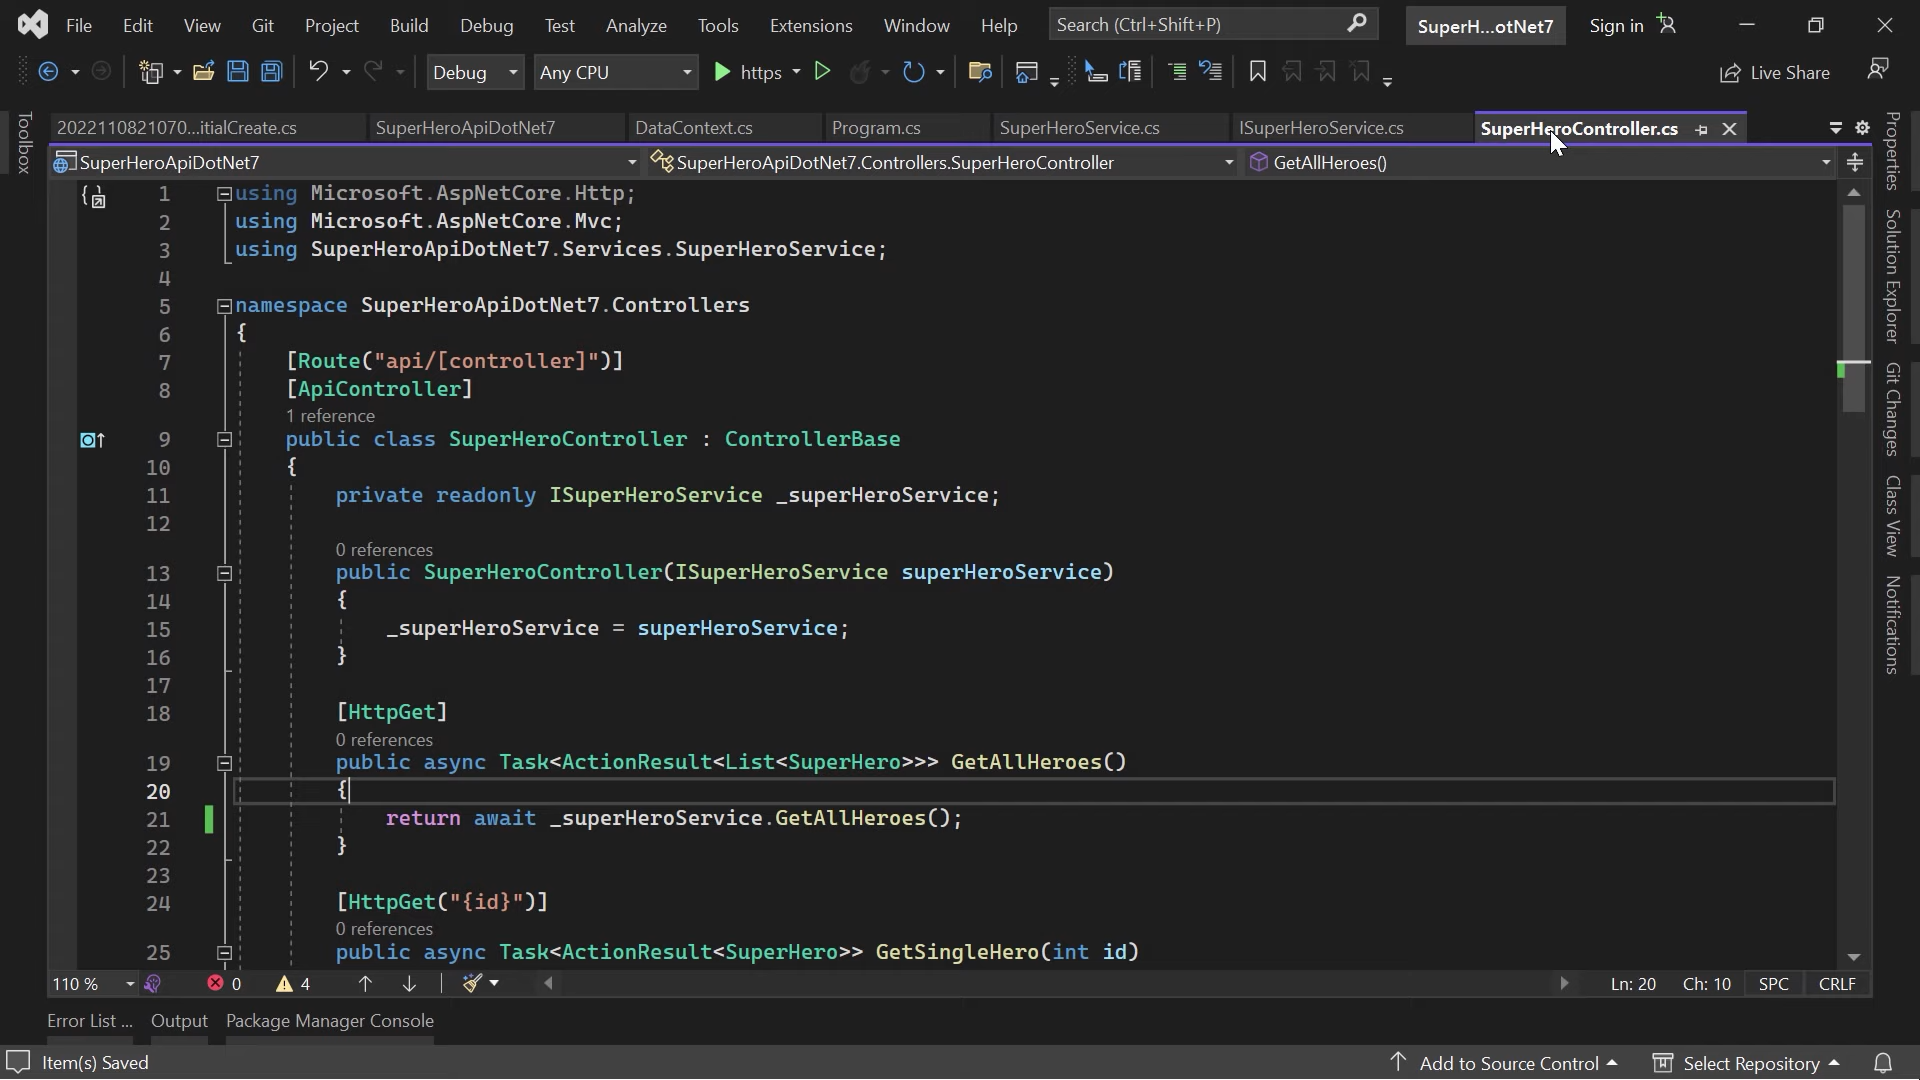 File Edit View Git Project Build Debug Test Analyze Tools Extensions Window Help Search (Ctrl+Shift+P) SuperH...otNet7 Sign in
Debug Any CPU https Live Share
2022110821070...itialCreate.cs SuperHeroApiDotNet7 DataContext.cs Program.cs SuperHeroService.cs ISuperHeroService.cs SuperHeroController.cs
SuperHeroApiDotNet7 SuperHeroApiDotNet7.Controllers.SuperHeroController GetAllHeroes()
Toolbox
Properties
Solution Explorer
Git Changes
Class View
Notifications
1 using Microsoft.AspNetCore.Http;
2 using Microsoft.AspNetCore.Mvc;
3 using SuperHeroApiDotNet7.Services.SuperHeroService;
4
5 namespace SuperHeroApiDotNet7.Controllers
6 {
7 [Route("api/[controller]")]
8 [ApiController]
1 reference
9 public class SuperHeroController : ControllerBase
10 {
11 private readonly ISuperHeroService _superHeroService;
12
0 references
13 public SuperHeroController(ISuperHeroService superHeroService)
14 {
15 _superHeroService = superHeroService;
16 }
17
18 [HttpGet]
0 references
19 public async Task<ActionResult<List<SuperHero>>> GetAllHeroes()
20 {
21 return await _superHeroService.GetAllHeroes();
22 }
23
24 [HttpGet("{id}")]
0 references
25 public async Task<ActionResult<SuperHero>> GetSingleHero(int id)
110 % 0 4 Ln: 20 Ch: 10 SPC CRLF
Error List ... Output Package Manager Console
Item(s) Saved Add to Source Control Select Repository